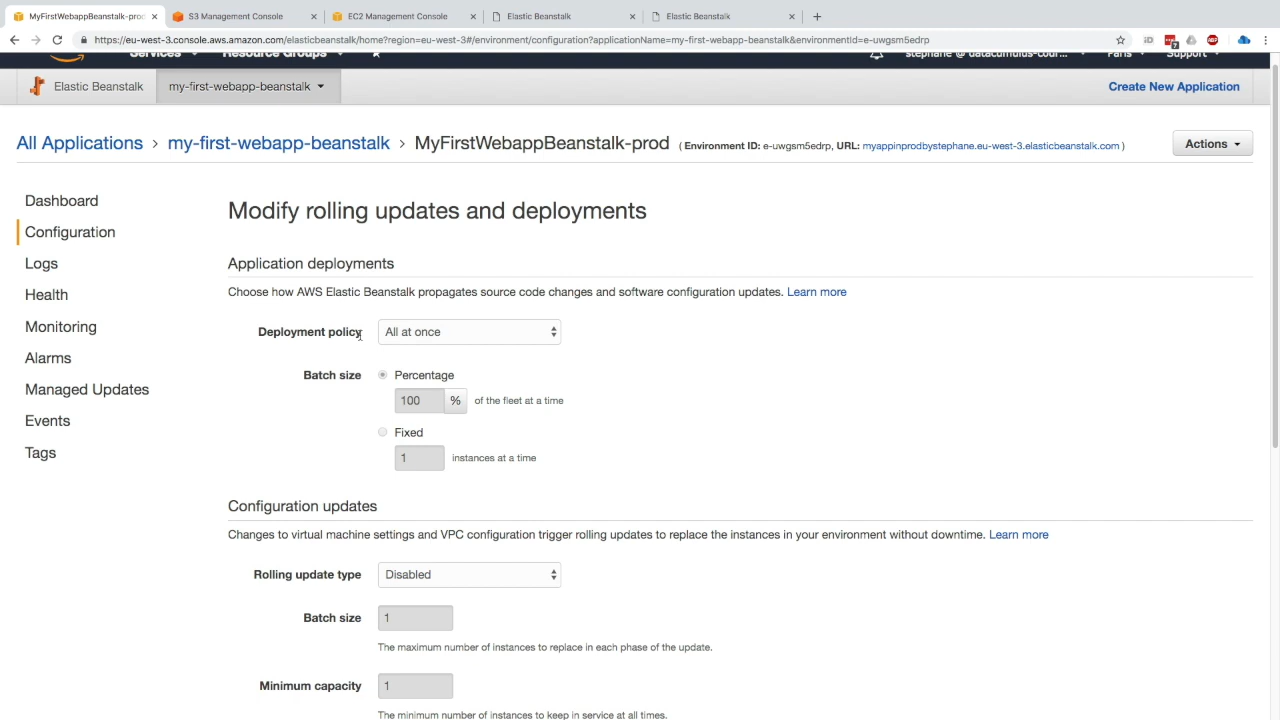 MyFirstWebappBeanstalk-prod
S3 Management Console
EC2 Management Console
Elastic Beanstalk
Elastic Beanstalk
https://eu-west-3.console.aws.amazon.com/elasticbeanstalk/home?region=eu-west-3#/environment/configuration?applicationName=my-first-webapp-beanstalk&environmentId=e-uwgsm5edrp
Services Resource Groups stephane @ datacumulus-cour... Paris Support
Elastic Beanstalk my-first-webapp-beanstalk Create New Application
All Applications > my-first-webapp-beanstalk > MyFirstWebappBeanstalk-prod ( Environment ID: e-uwgsm5edrp, URL: myappinprodbystephane.eu-west-3.elasticbeanstalk.com ) Actions
Dashboard
Configuration
Logs
Health
Monitoring
Alarms
Managed Updates
Events
Tags
Modify rolling updates and deployments
Application deployments
Choose how AWS Elastic Beanstalk propagates source code changes and software configuration updates. Learn more
Deployment policy All at once
Batch size Percentage
100 % of the fleet at a time
Fixed
1 instances at a time
Configuration updates
Changes to virtual machine settings and VPC configuration trigger rolling updates to replace the instances in your environment without downtime. Learn more
Rolling update type Disabled
Batch size 1
The maximum number of instances to replace in each phase of the update.
Minimum capacity 1
The minimum number of instances to keep in service at all times.